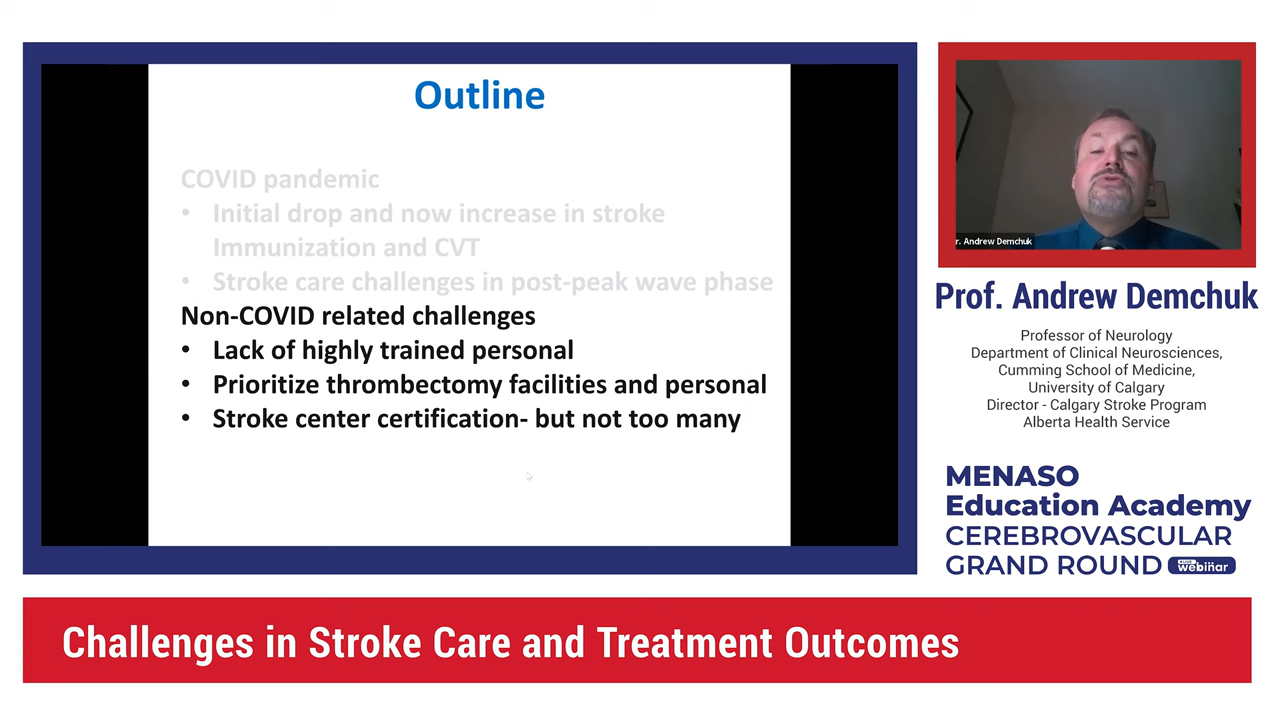 Outline
COVID pandemic
• Initial drop and now increase in stroke
Immunization and CVT
• Stroke care challenges in post-peak wave phase
Non-COVID related challenges
• Lack of highly trained personal
• Prioritize thrombectomy facilities and personal
• Stroke center certification- but not too many
r. Andrew Demchuk
Prof. Andrew Demchuk
Professor of Neurology
Department of Clinical Neurosciences,
Cumming School of Medicine,
University of Calgary
Director - Calgary Stroke Program
Alberta Health Service
MENASO
Education Academy
CEREBROVASCULAR
GRAND ROUND
webinar
Challenges in Stroke Care and Treatment Outcomes